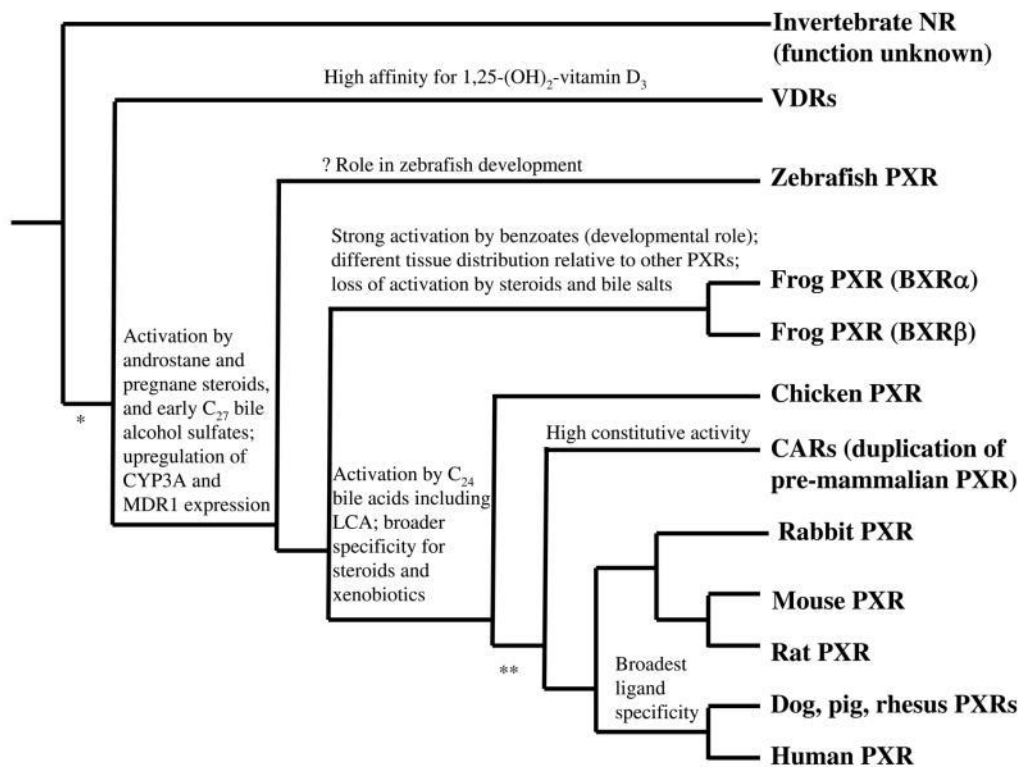 Invertebrate NR
(function unknown)
High affinity for 1,25-(OH)₂-vitamin D₃
VDRs
? Role in zebrafish development
Zebrafish PXR
Strong activation by benzoates (developmental role);
different tissue distribution relative to other PXRs;
loss of activation by steroids and bile salts
Frog PXR (BXRα)
Frog PXR (BXRβ)
Activation by
androstane and
pregnane steroids,
and early C₂₇ bile
alcohol sulfates;
upregulation of
CYP3A and
MDR1 expression
*
Chicken PXR
High constitutive activity
CARs (duplication of
pre-mammalian PXR)
Activation by C₂₄
bile acids including
LCA; broader
specificity for
steroids and
xenobiotics
Rabbit PXR
Mouse PXR
Rat PXR
**
Broadest
ligand
specificity
Dog, pig, rhesus PXRs
Human PXR